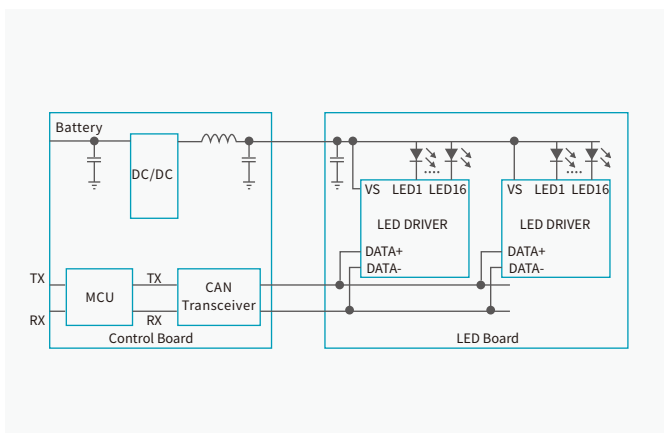 Battery
DC/DC
VS LED1 LED16
VS LED1 LED16
LED DRIVER
LED DRIVER
DATA+
DATA-
DATA+
DATA-
TX
RX
MCU
TX
RX
CAN
Transceiver
Control Board
LED Board